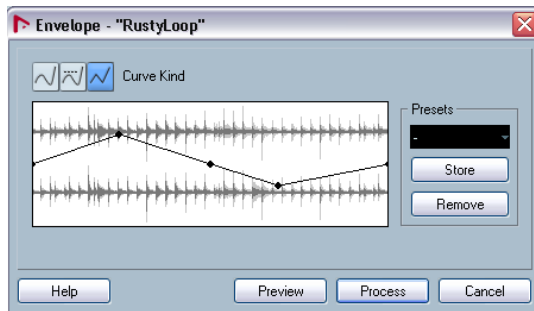 Envelope - "RustyLoop"
Curve Kind
Presets
-
Store
Remove
Help
Preview
Process
Cancel